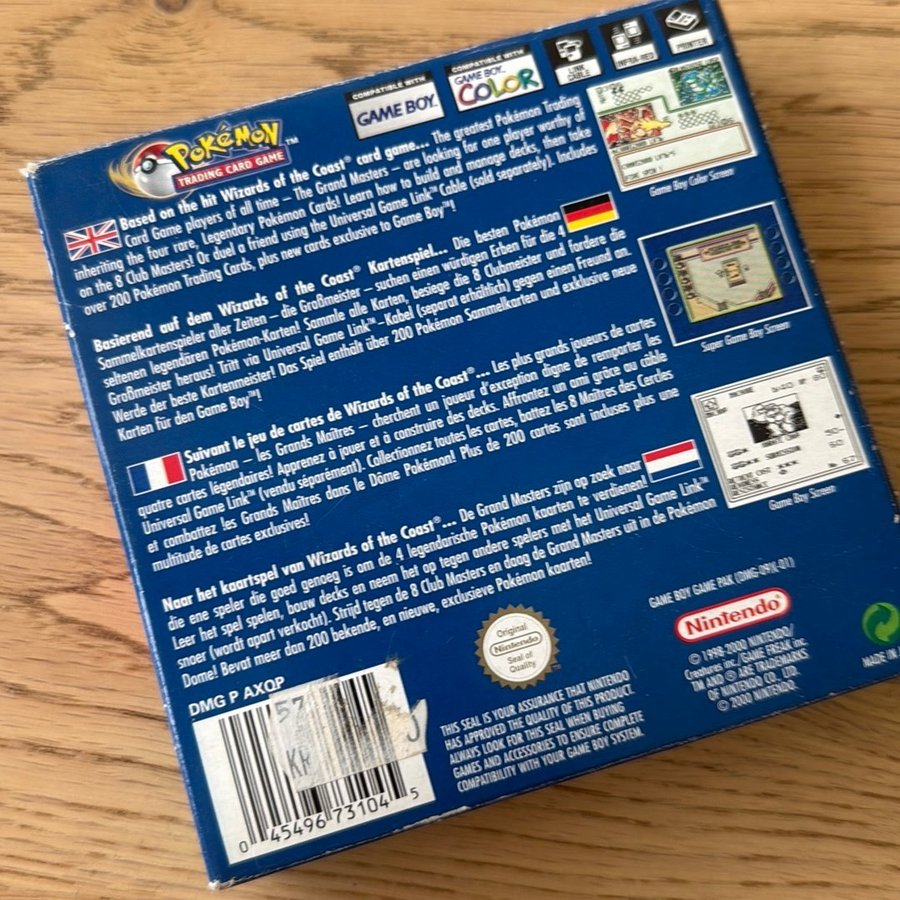 COMPATIBLE WITH
GAME BOY
COMPATIBLE WITH
GAME BOY
COLOR
LINK
CABLE
INFRA-RED
PRINTER
POKéMON™
TRADING CARD GAME
Based on the hit Wizards of the Coast® card game... The greatest Pokémon Trading
Card Game players of all time – The Grand Masters – are looking for one player worthy of
inheriting the four rare, Legendary Pokémon Cards! Learn how to build and manage decks, then take
on the 8 Club Masters! Or duel a friend using the Universal Game Link™ Cable (sold separately). Includes
over 200 Pokémon Trading Cards, plus new cards exclusive to Game Boy™!
Game Boy Color Screen
Basierend auf dem Wizards of the Coast® Kartenspiel... Die besten Pokémon
Sammelkartenspieler aller Zeiten – die Großmeister – suchen einen würdigen Erben für die 4
seltenen legendären Pokémon-Karten! Sammle alle Karten, besiege die 8 Clubmeister und fordere die
Großmeister heraus! Tritt via Universal Game Link™-Kabel (separat erhältlich) gegen einen Freund an.
Werde der beste Kartenmeister! Das Spiel enthält über 200 Pokémon Sammelkarten und exklusive neue
Karten für den Game Boy™!
Super Game Boy Screen
Suivant le jeu de cartes de Wizards of the Coast®... Les plus grands joueurs de cartes
Pokémon – les Grands Maîtres – cherchent un joueur d'exception digne de remporter les
quatre cartes légendaires! Apprenez à jouer et à construire des decks. Affrontez un ami grâce au câble
Universal Game Link™ (vendu séparément). Collectionnez toutes les cartes, battez les 8 Maîtres des Cercles
et combattez les Grands Maîtres dans le Dôme Pokémon! Plus de 200 cartes sont incluses plus une
multitude de cartes exclusives!
Game Boy Screen
Naar het kaartspel van Wizards of the Coast®... De Grand Masters zijn op zoek naar
die ene speler die goed genoeg is om de 4 legendarische Pokémon kaarten te verdienen!
Leer het spel spelen, bouw decks en neem het op tegen andere spelers met het Universal Game Link™
snoer (wordt apart verkocht). Strijd tegen de 8 Club Masters en daag de Grand Masters uit in de Pokémon
Dome! Bevat meer dan 200 bekende, en nieuwe, exclusieve Pokémon kaarten!
GAME BOY GAME PAK (DMG-09)(-01)
Nintendo®
© 1998-2000 NINTENDO/
Creatures inc./GAME FREAK inc.
TM AND ® ARE TRADEMARKS
OF NINTENDO CO., LTD.
© 2000 NINTENDO.
MADE IN
Original
Nintendo
Seal of
Quality
THIS SEAL IS YOUR ASSURANCE THAT NINTENDO
HAS APPROVED THE QUALITY OF THIS PRODUCT.
ALWAYS LOOK FOR THIS SEAL WHEN BUYING
GAMES AND ACCESSORIES TO ENSURE COMPLETE
COMPATIBILITY WITH YOUR GAME BOY SYSTEM.
DMG P AXQP
57
KR
0 45496 73104 5